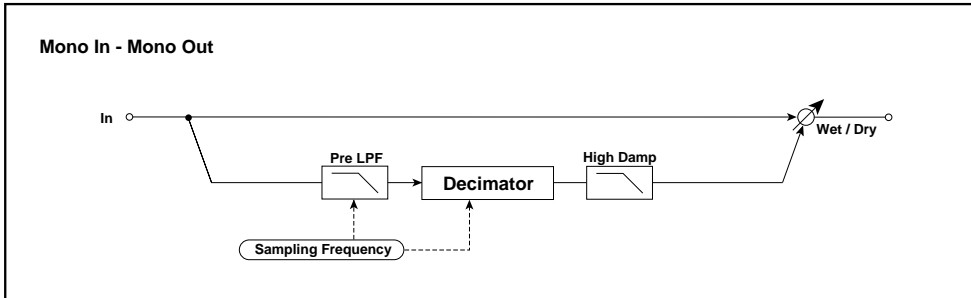 Mono In - Mono Out
In
Wet / Dry
Pre LPF
High Damp
Decimator
Sampling Frequency